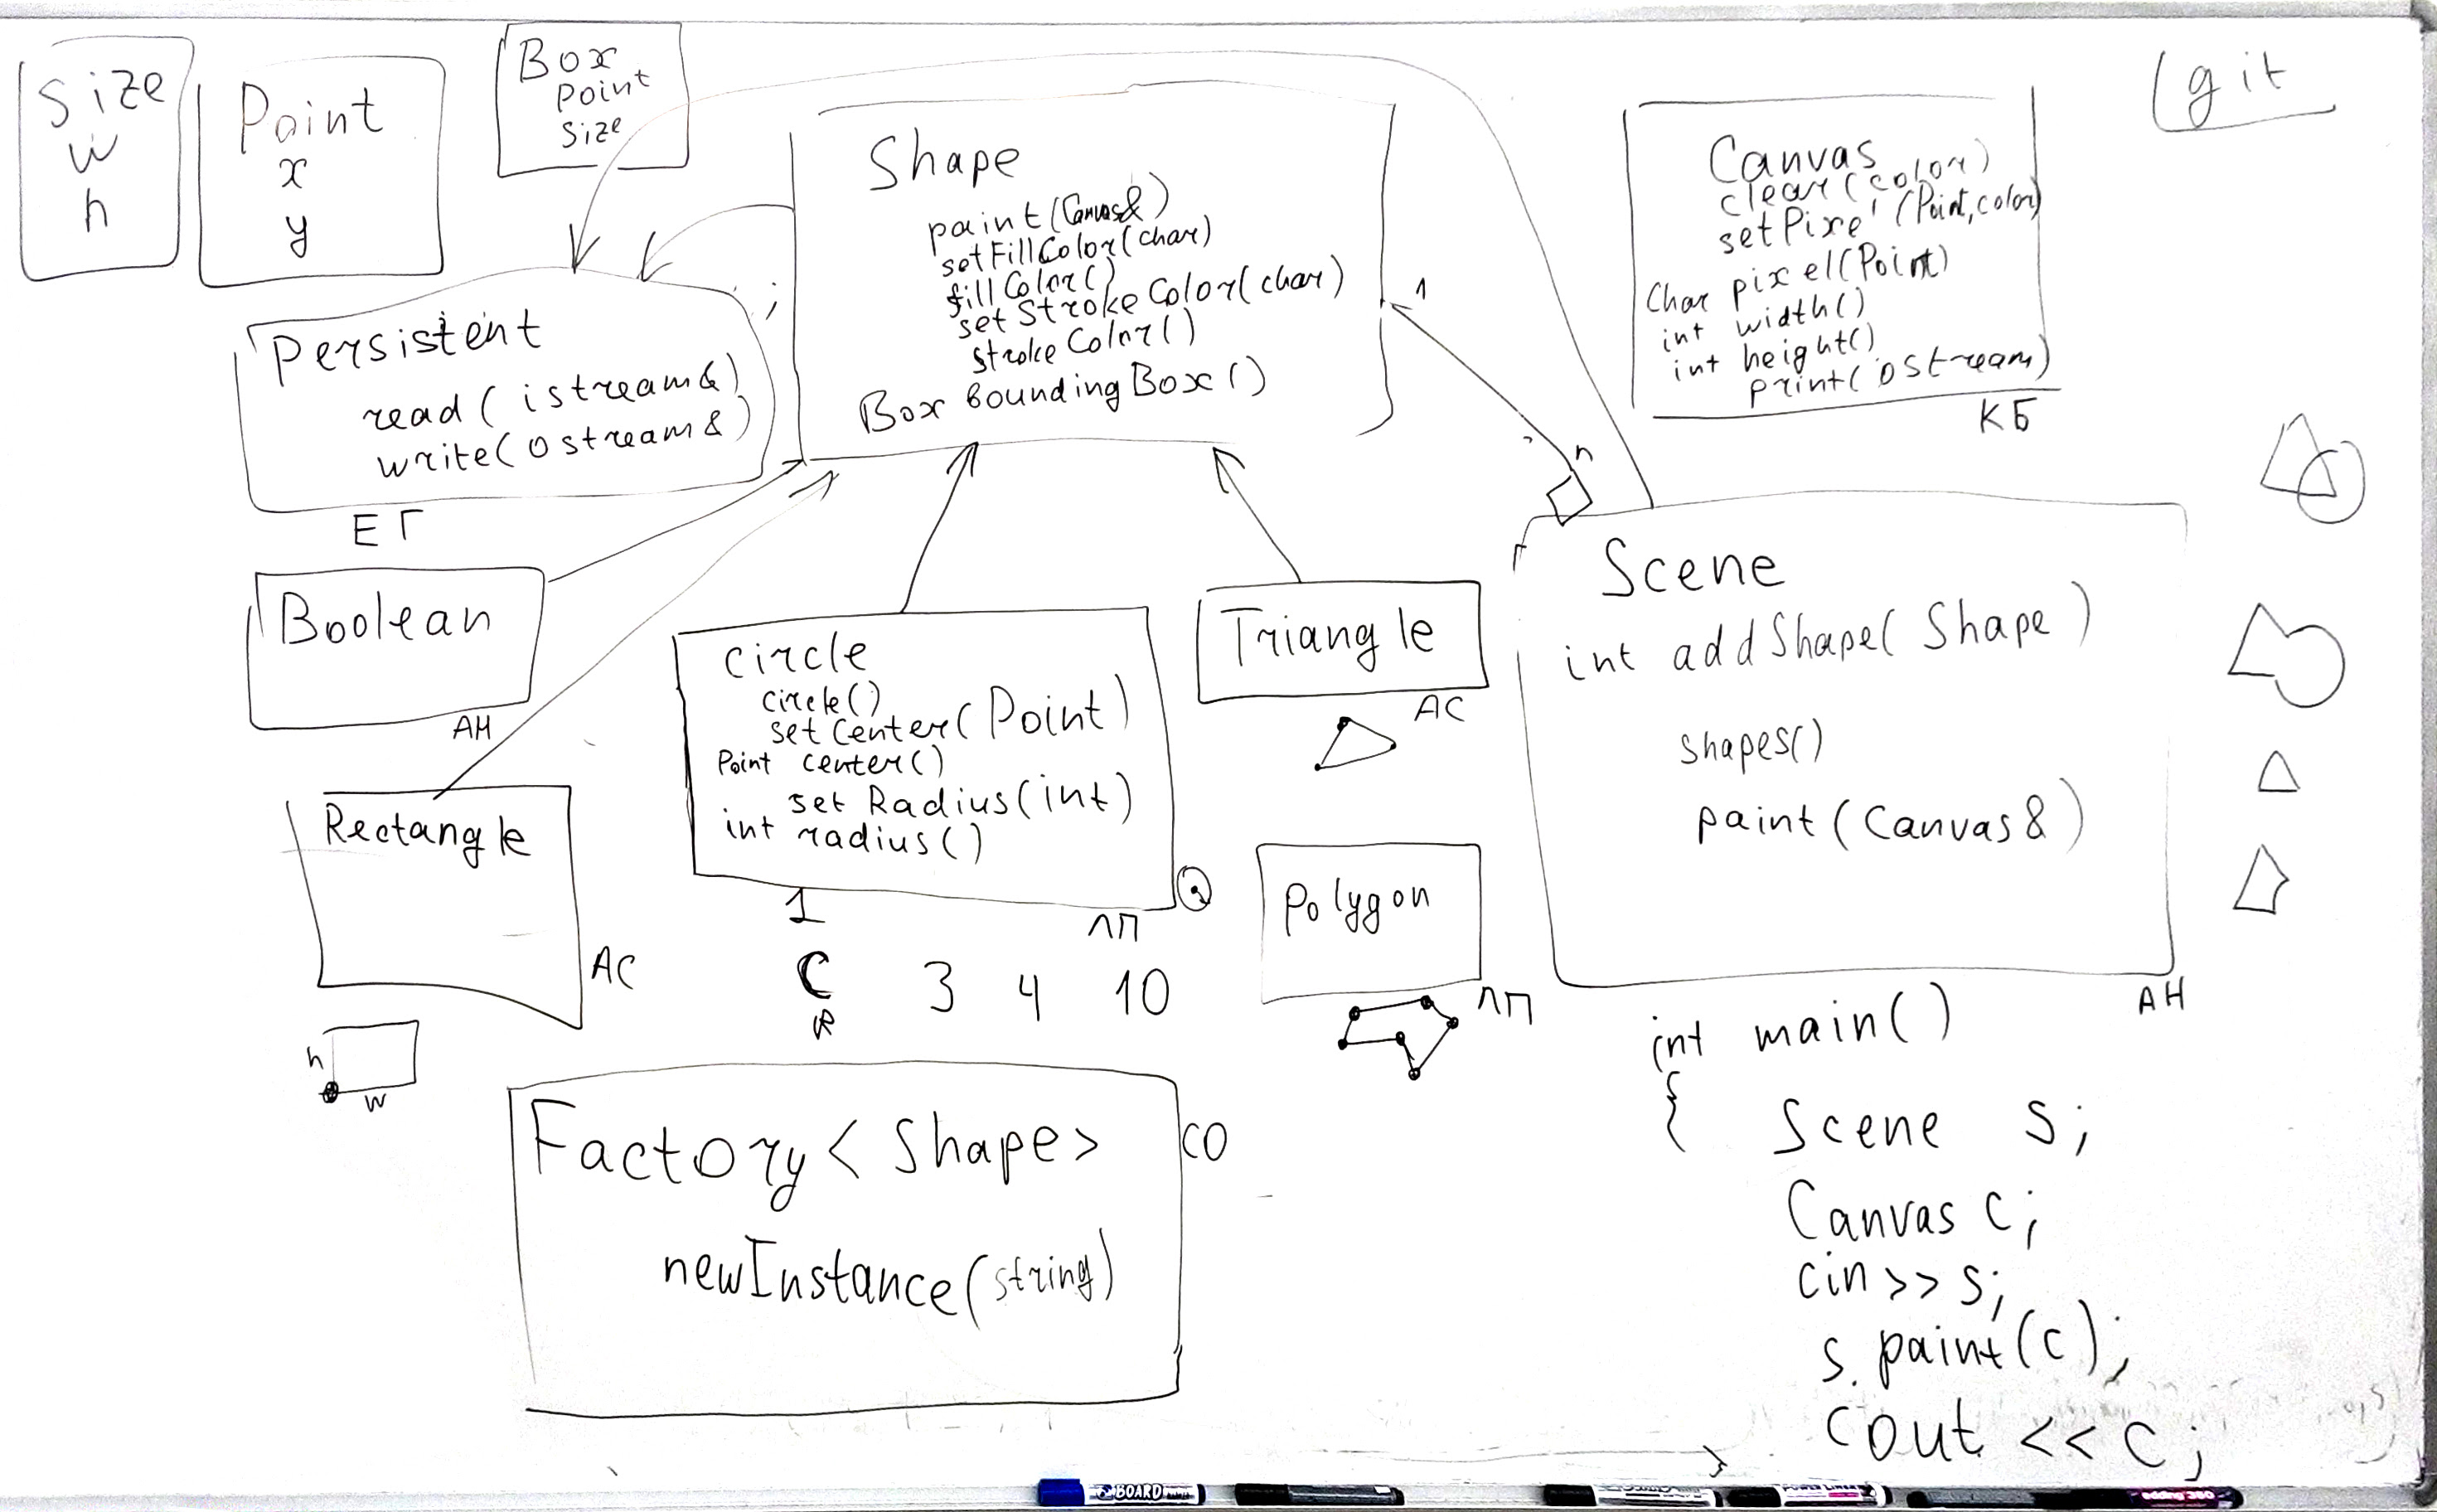 Size
w
h
Point
x
y
Box
Point
Size
Shape
paint(Canvas&)
setFillColor(char)
fillColor()
setStrokeColor(char)
strokeColor()
Box boundingBox()
Canvas
clear(color)
setPixel(Point,color)
Char pixel(Point)
int width()
int height()
print(ostream)
КБ
git
Persistent
read(istream&)
write(ostream&)
ЕГ
1
n
Boolean
АН
Rectangle
АС
h
w
circle
circle()
setCenter(Point)
Point center()
setRadius(int)
int radius()
1
ЛП
C
R
3 4 10
Triangle
АС
Polygon
ЛП
Scene
int addShape(Shape)
shapes()
paint(Canvas&)
АН
Factory<Shape>
CO
newInstance(string)
int main()
{ Scene s;
Canvas c;
cin>>s;
s.paint(c);
cout << c;
BOARD